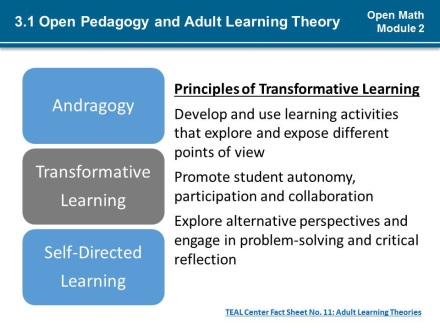 3.1 Open Pedagogy and Adult Learning Theory
Open Math
Module 2
Andragogy
Transformative
Learning
Self-Directed
Learning
Principles of Transformative Learning
Develop and use learning activities
that explore and expose different
points of view
Promote student autonomy,
participation and collaboration
Explore alternative perspectives and
engage in problem-solving and critical
reflection
TEAL Center Fact Sheet No. 11: Adult Learning Theories